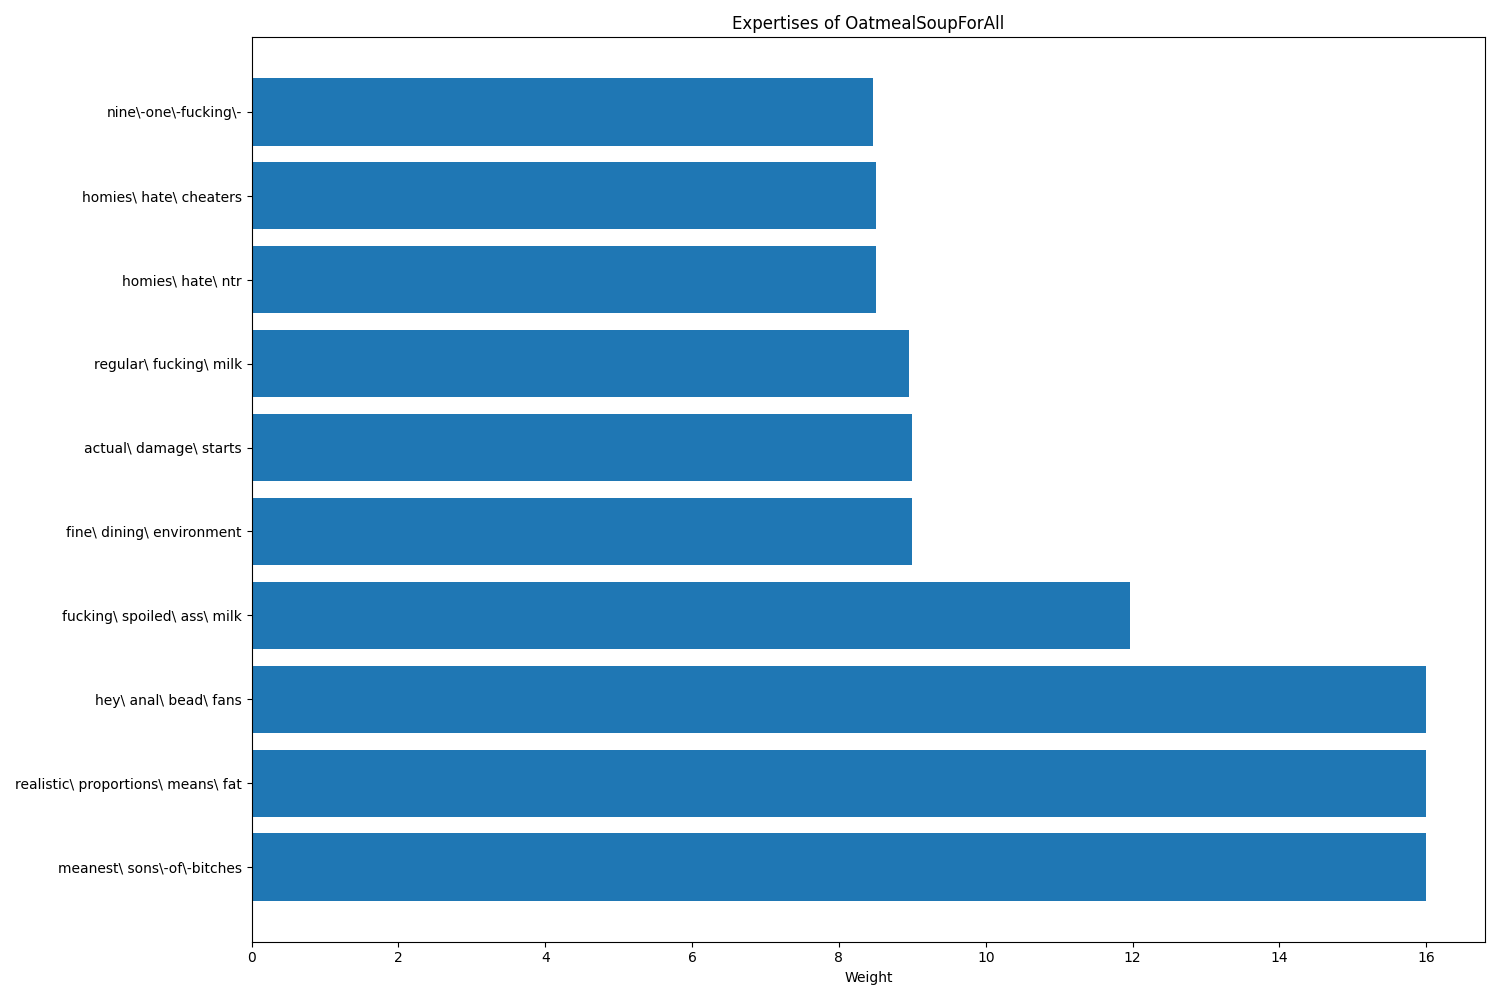 Expertises of OatmealSoupForAll
nine\-one\-fucking\-
homies\ hate\ cheaters
homies\ hate\ ntr
regular\ fucking\ milk
actual\ damage\ starts
fine\ dining\ environment
fucking\ spoiled\ ass\ milk
hey\ anal\ bead\ fans
realistic\ proportions\ means\ fat
meanest\ sons\-of\-bitches
0 2 4 6 8 10 12 14 16
Weight